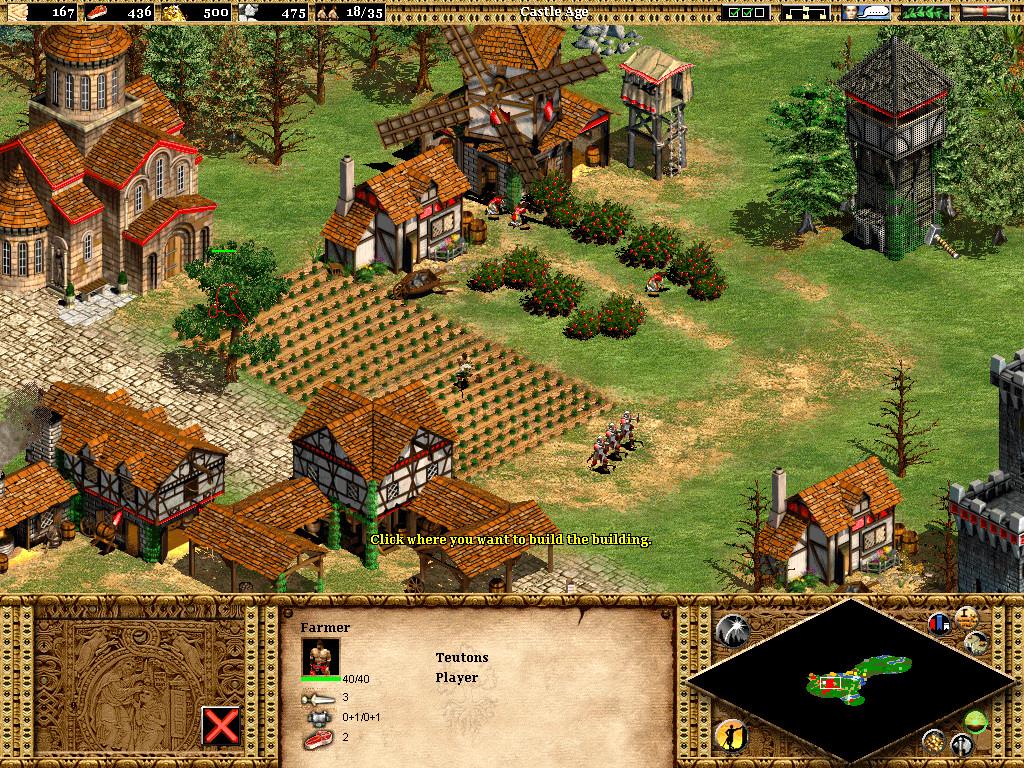 167 436 500 475 18/35 Castle Age
Click where you want to build the building.
Farmer
40/40
Teutons
Player
3
0+1/0+1
2